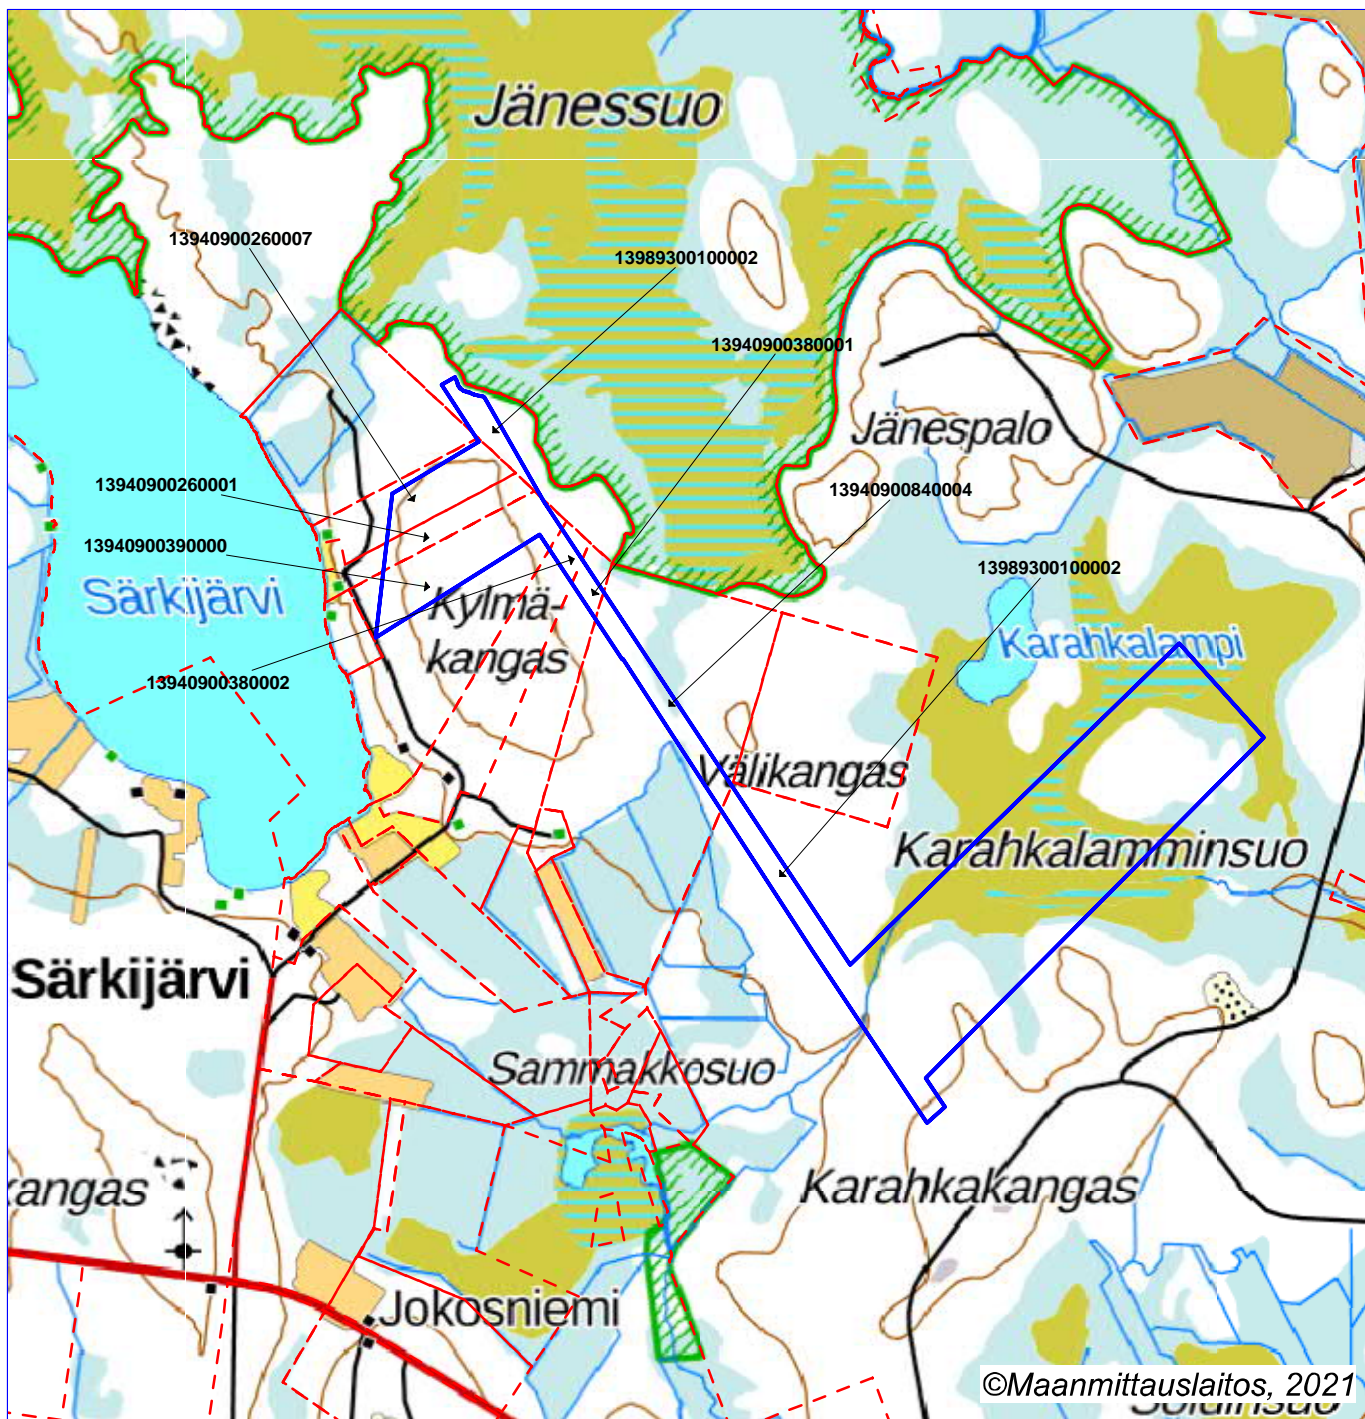 Jänessuo
13940900260007
13989300100002
13940900380001
Jänespalo
13940900260001
13940900840004
13940900390000
13989300100002
Särkijärvi
Kylmä-
kangas
Karahkalampi
13940900380002
Välikangas
Karahkalamminsuo
Särkijärvi
Sammakkosuo
kangas
Karahkakangas
Jokosniemi
©Maanmittauslaitos, 2021